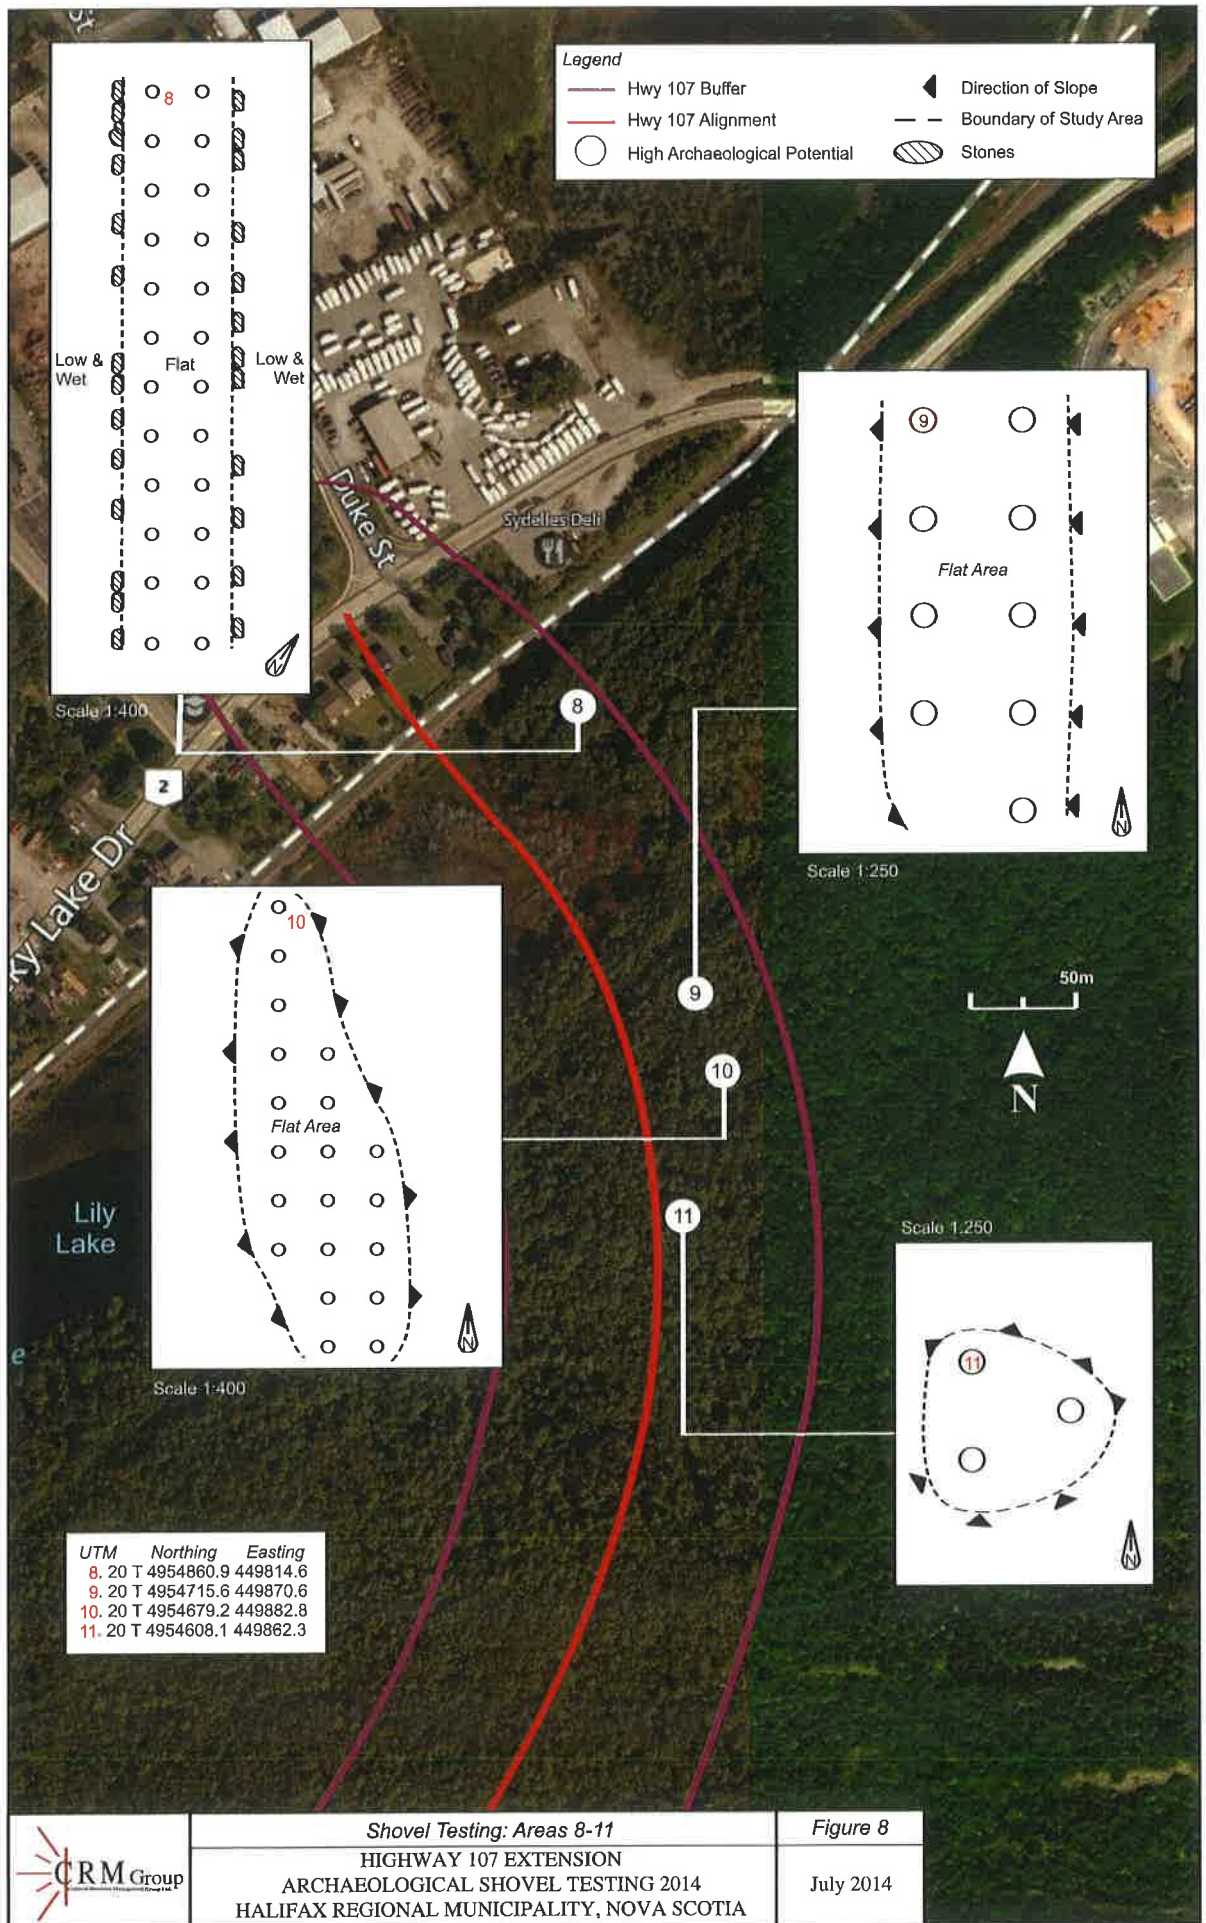 St
Legend
Hwy 107 Buffer
Hwy 107 Alignment
High Archaeological Potential
Direction of Slope
Boundary of Study Area
Stones
8
Low &
Wet
Flat
Low &
Wet
N
Scale 1:400
Duke St
Sydelles Deli
9
Flat Area
N
Scale 1:250
8
2
ky Lake Dr
10
Flat Area
N
Scale 1:400
9
10
11
50m
N
Lily
Lake
e
Scale 1:250
11
N
UTM Northing Easting
8. 20 T 4954860.9 449814.6
9. 20 T 4954715.6 449870.6
10. 20 T 4954679.2 449882.8
11. 20 T 4954608.1 449862.3
CRM Group
Shovel Testing: Areas 8-11
HIGHWAY 107 EXTENSION
ARCHAEOLOGICAL SHOVEL TESTING 2014
HALIFAX REGIONAL MUNICIPALITY, NOVA SCOTIA
Figure 8
July 2014